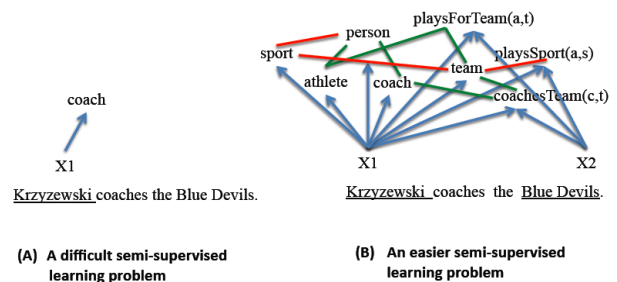 coach
X1
Krzyzewski coaches the Blue Devils.
(A) A difficult semi-supervised
learning problem
playsForTeam(a,t)
person
sport
playsSport(a,s)
team
athlete
coach
coachesTeam(c,t)
X1
X2
Krzyzewski coaches the Blue Devils.
(B) An easier semi-supervised
learning problem